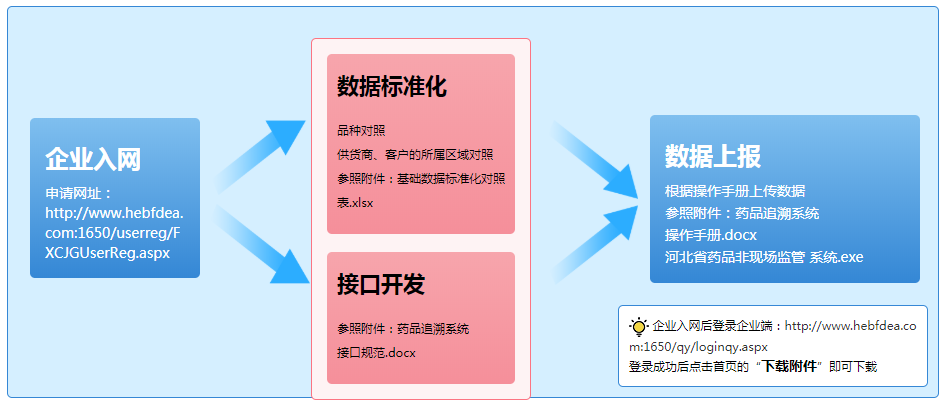 企业入网
申请网址：
http://www.hebfdea.
com:1650/userreg/F
XCJGUserReg.aspx
数据标准化
品种对照
供货商、客户的所属区域对照
参照附件：基础数据标准化对照
表.xlsx
接口开发
参照附件：药品追溯系统
接口规范.docx
数据上报
根据操作手册上传数据
参照附件：药品追溯系统
操作手册.docx
河北省药品非现场监管 系统.exe
企业入网后登录企业端：http://www.hebfdea.co
m:1650/qy/loginqy.aspx
登录成功后点击首页的“下载附件”即可下载